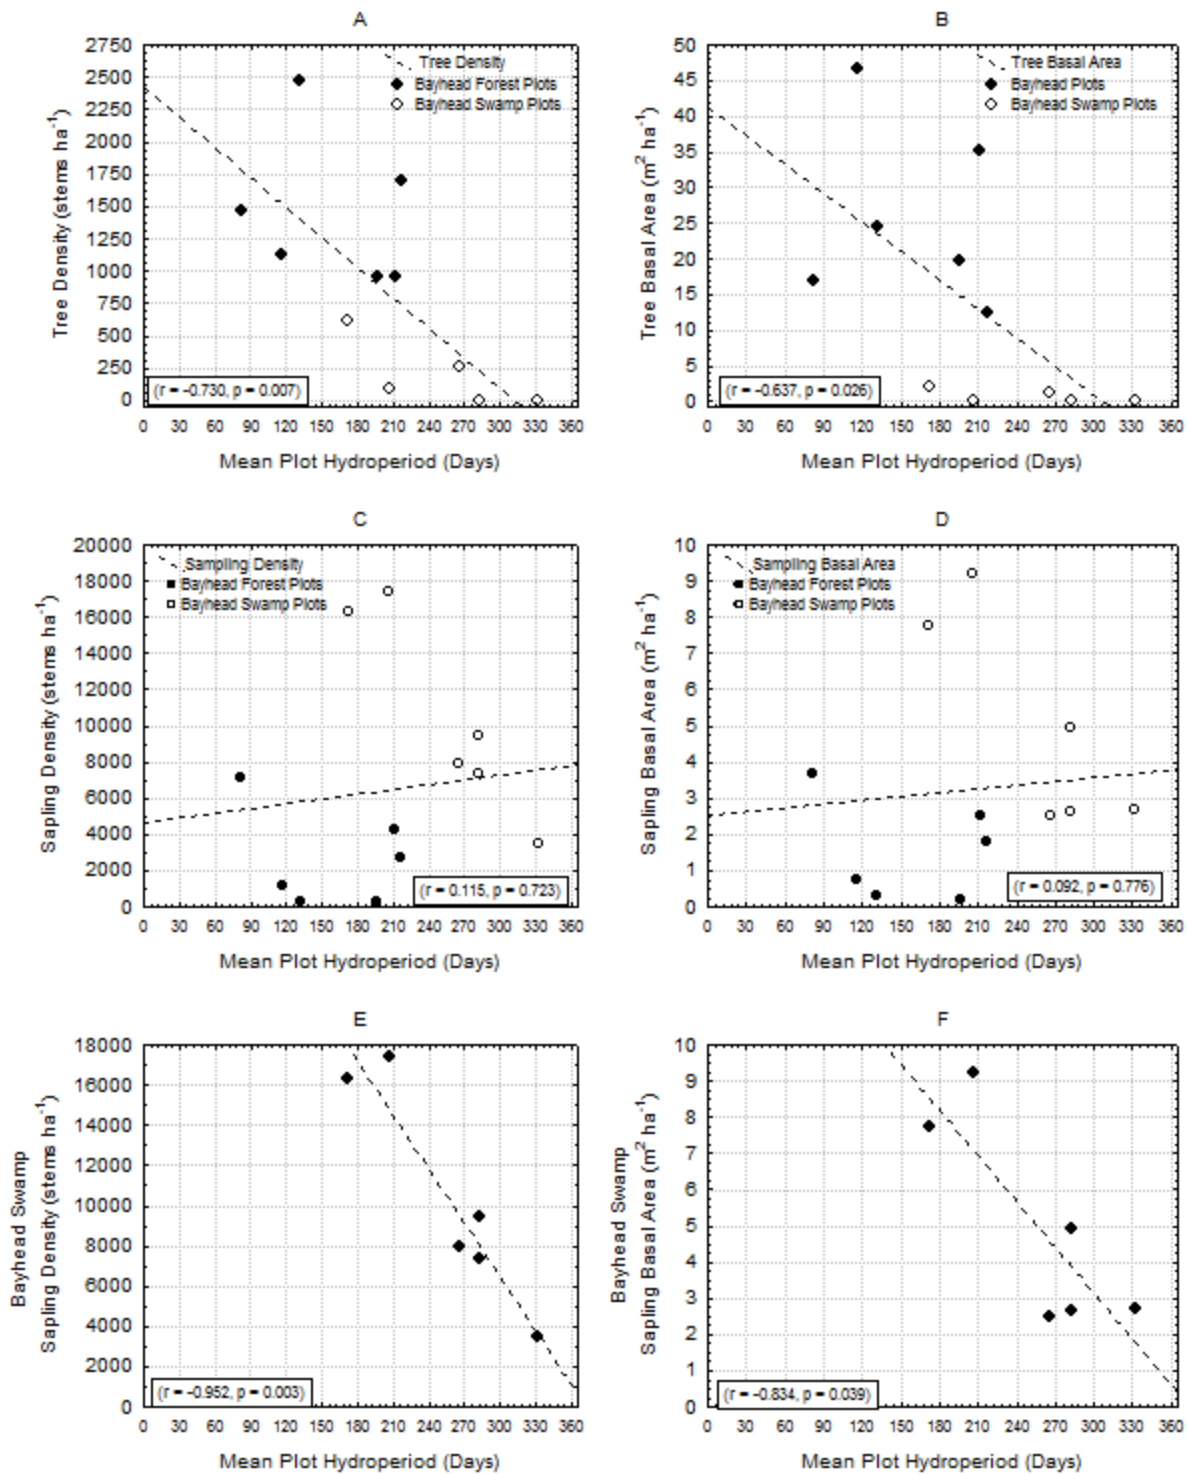 A
2750
2500
2250
2000
1750
1500
1250
1000
750
500
250
0
Tree Density (stems ha⁻¹)
Tree Density
Bayhead Forest Plots
Bayhead Swamp Plots
(r = -0.730, p = 0.007)
0 30 60 90 120 150 180 210 240 270 300 330 360
Mean Plot Hydroperiod (Days)
B
50
45
40
35
30
25
20
15
10
5
0
Tree Basal Area (m² ha⁻¹)
Tree Basal Area
Bayhead Plots
Bayhead Swamp Plots
(r = -0.637, p = 0.026)
0 30 60 90 120 150 180 210 240 270 300 330 360
Mean Plot Hydroperiod (Days)
C
20000
18000
16000
14000
12000
10000
8000
6000
4000
2000
0
Sapling Density (stems ha⁻¹)
Sampling Density
Bayhead Forest Plots
Bayhead Swamp Plots
(r = 0.115, p = 0.723)
0 30 60 90 120 150 180 210 240 270 300 330 360
Mean Plot Hydroperiod (Days)
D
10
9
8
7
6
5
4
3
2
1
0
Sapling Basal Area (m² ha⁻¹)
Sampling Basal Area
Bayhead Forest Plots
Bayhead Swamp Plots
(r = 0.092, p = 0.776)
0 30 60 90 120 150 180 210 240 270 300 330 360
Mean Plot Hydroperiod (Days)
E
18000
16000
14000
12000
10000
8000
6000
4000
2000
0
Bayhead Swamp
Sapling Density (stems ha⁻¹)
(r = -0.952, p = 0.003)
0 30 60 90 120 150 180 210 240 270 300 330 360
Mean Plot Hydroperiod (Days)
F
10
9
8
7
6
5
4
3
2
1
0
Bayhead Swamp
Sapling Basal Area (m² ha⁻¹)
(r = -0.834, p = 0.039)
0 30 60 90 120 150 180 210 240 270 300 330 360
Mean Plot Hydroperiod (Days)